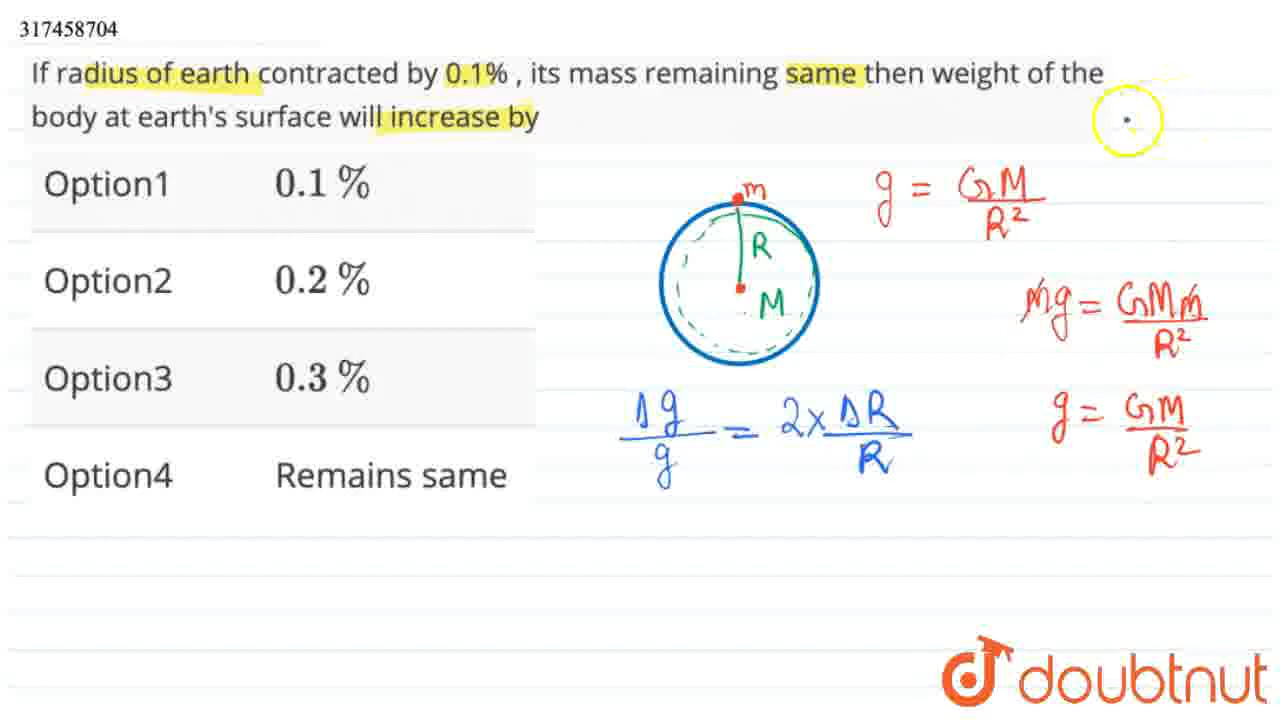 317458704
If radius of earth contracted by 0.1% , its mass remaining same then weight of the
body at earth's surface will increase by
Option1 0.1 %
Option2 0.2 %
Option3 0.3 %
Option4 Remains same
m
R
M
g = GM/R²
mg = GMm/R²
g = GM/R²
Δg/g = 2 × ΔR/R
doubtnut